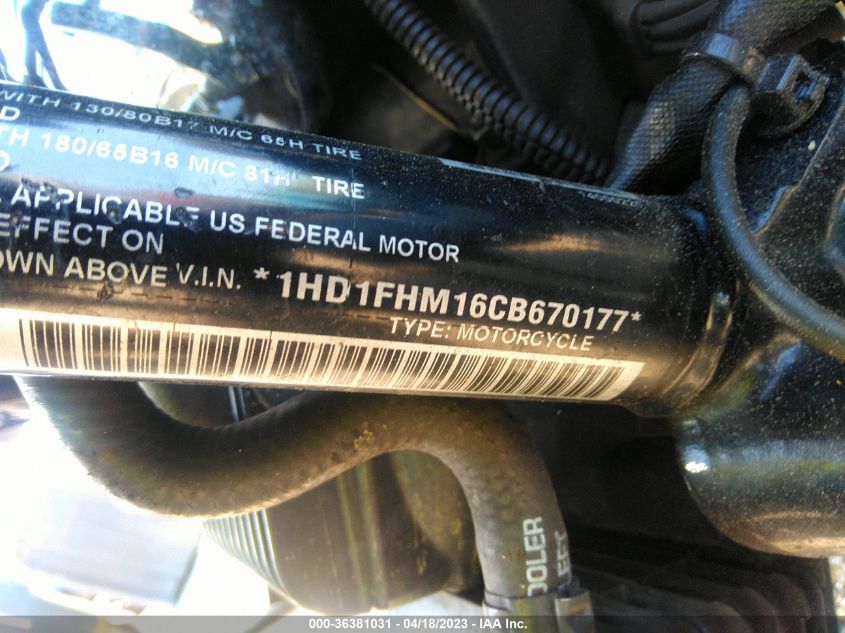 WITH 130/80B17 M/C 65H TIRE
D
TH 180/65B16 M/C 81H TIRE
APPLICABLE US FEDERAL MOTOR
EFFECT ON
OWN ABOVE V.I.N. *1HD1FHM16CB670177*
TYPE: MOTORCYCLE
OOLER
LEFT
000-36381031 - 04/18/2023 - IAA Inc.